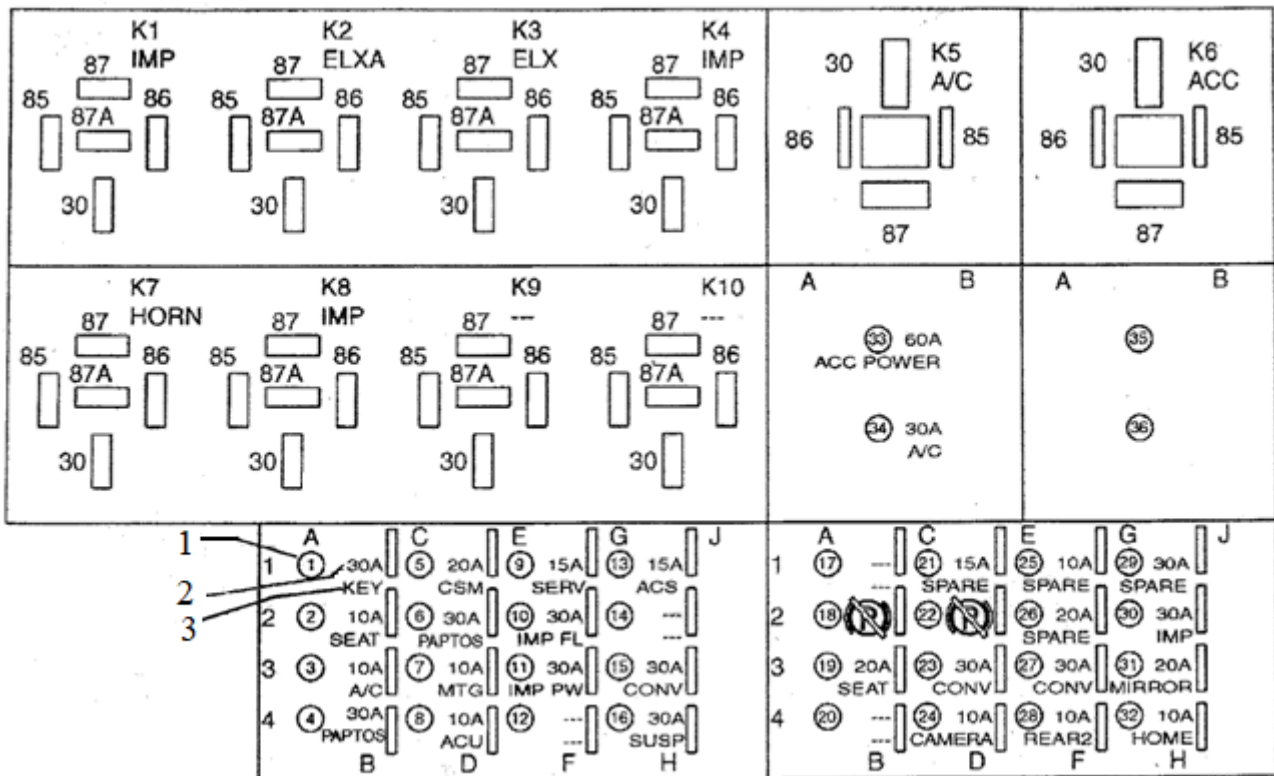 K1 K2 K3 K4
IMP ELXA ELX IMP
87 87 87 87
85 86 85 86 85 86 85 86
87A 87A 87A 87A
30 30 30 30
30 K5 A/C
86 85
87
30 K6 ACC
86 85
87
K7 K8 K9 K10
HORN IMP --- ---
87 87 87 87
85 86 85 86 85 86 85 86
87A 87A 87A 87A
30 30 30 30
A B
33 60A
ACC POWER
34 30A
A/C
A B
35
36
1
2
3
A C E G J
1 1 30A 5 20A 9 15A 13 15A
KEY CSM SERV ACS
2 2 10A 6 30A 10 30A 14 ---
SEAT PAPTOS IMP FL ---
3 3 10A 7 10A 11 30A 15 30A
A/C MTG IMP PW CONV
4 4 30A 8 10A 12 --- 16 30A
PAPTOS ACU --- SUSP
B D F H
A C E G J
1 17 --- 21 15A 25 10A 29 30A
--- SPARE SPARE SPARE
2 18 P 22 P 26 20A 30 30A
SPARE IMP
3 19 20A 23 30A 27 30A 31 20A
SEAT CONV CONV MIRROR
4 20 --- 24 10A 28 10A 32 10A
--- CAMERA REAR2 HOME
B D F H